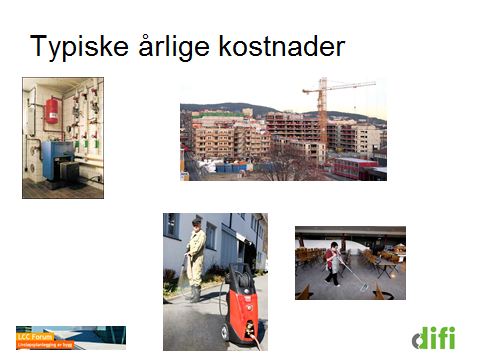 Typiske årlige kostnader
LCC Forum
Livsløpsplanlegging av bygg
difi